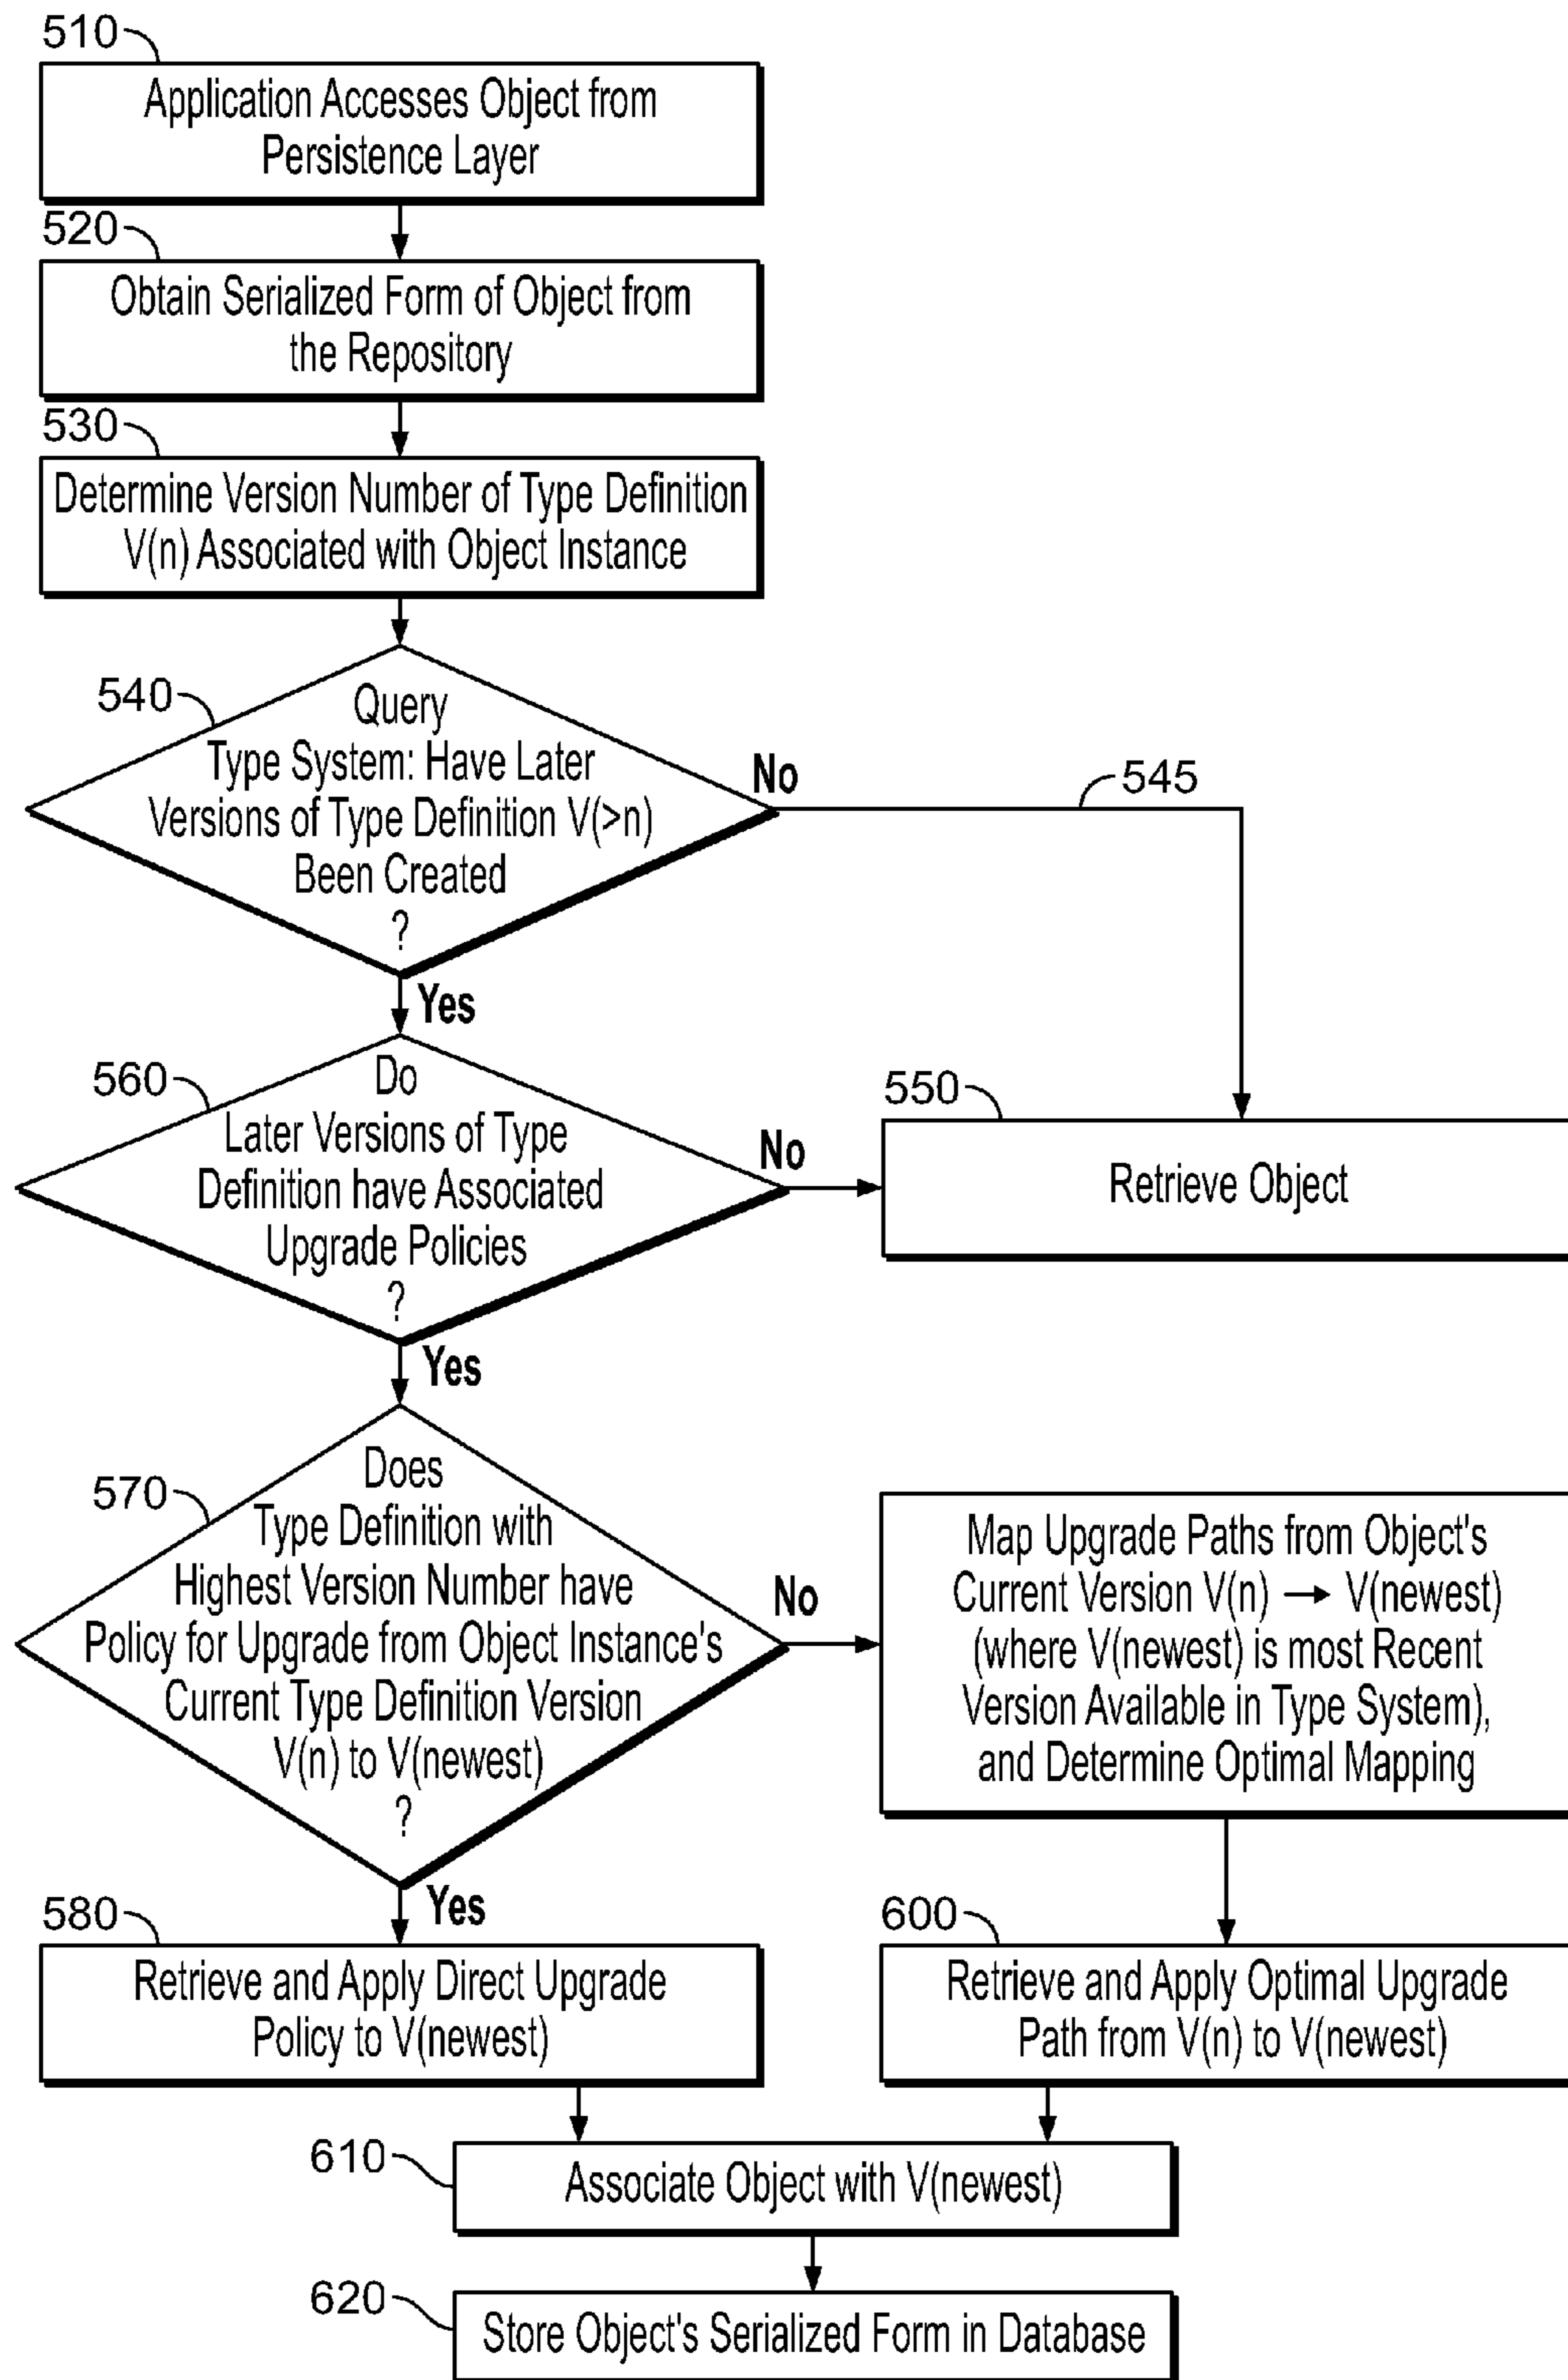 510
Application Accesses Object from
Persistence Layer
520
Obtain Serialized Form of Object from
the Repository
530
Determine Version Number of Type Definition
V(n) Associated with Object Instance
540
Query
Type System: Have Later
Versions of Type Definition V(>n)
Been Created
?
No
545
Yes
560
Do
Later Versions of Type
Definition have Associated
Upgrade Policies
?
No
550
Retrieve Object
Yes
570
Does
Type Definition with
Highest Version Number have
Policy for Upgrade from Object Instance's
Current Type Definition Version
V(n) to V(newest)
?
No
Map Upgrade Paths from Object's
Current Version V(n) → V(newest)
(where V(newest) is most Recent
Version Available in Type System),
and Determine Optimal Mapping
Yes
580
Retrieve and Apply Direct Upgrade
Policy to V(newest)
600
Retrieve and Apply Optimal Upgrade
Path from V(n) to V(newest)
610
Associate Object with V(newest)
620
Store Object's Serialized Form in Database